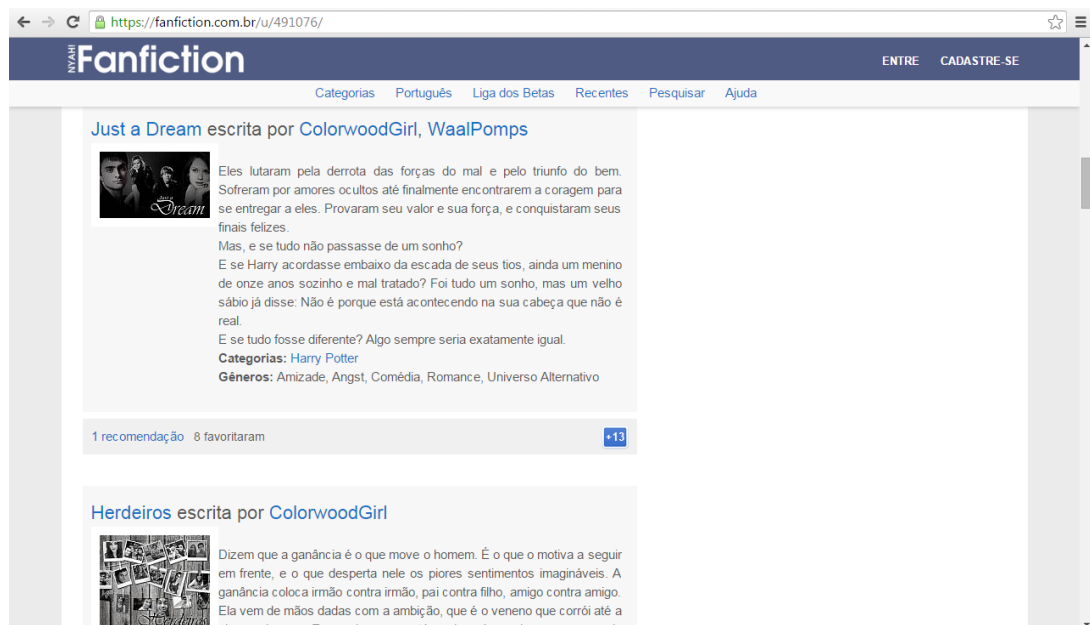 https://fanfiction.com.br/u/491076/
NYAH! Fanfiction
ENTRE CADASTRE-SE
Categorias Português Liga dos Betas Recentes Pesquisar Ajuda
Just a Dream escrita por ColorwoodGirl, WaalPomps
Just a
Dream
Eles lutaram pela derrota das forças do mal e pelo triunfo do bem.
Sofreram por amores ocultos até finalmente encontrarem a coragem para
se entregar a eles. Provaram seu valor e sua força, e conquistaram seus
finais felizes.
Mas, e se tudo não passasse de um sonho?
E se Harry acordasse embaixo da escada de seus tios, ainda um menino
de onze anos sozinho e mal tratado? Foi tudo um sonho, mas um velho
sábio já disse: Não é porque está acontecendo na sua cabeça que não é
real.
E se tudo fosse diferente? Algo sempre seria exatamente igual.
Categorias: Harry Potter
Gêneros: Amizade, Angst, Comédia, Romance, Universo Alternativo
1 recomendação 8 favoritaram
+13
Herdeiros escrita por ColorwoodGirl
Herdeiros
Dizem que a ganância é o que move o homem. É o que o motiva a seguir
em frente, e o que desperta nele os piores sentimentos imagináveis. A
ganância coloca irmão contra irmão, pai contra filho, amigo contra amigo.
Ela vem de mãos dadas com a ambição, que é o veneno que corrói até a